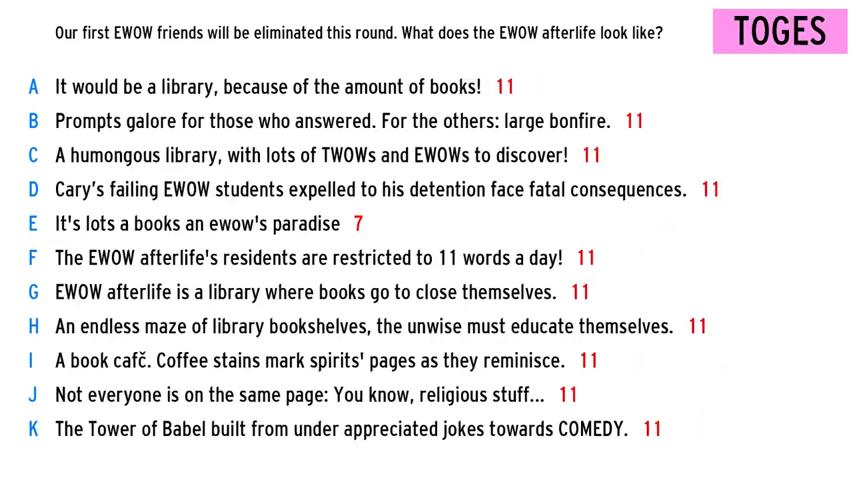 Our first EWOW friends will be eliminated this round. What does the EWOW afterlife look like?
TOGES
A It would be a library, because of the amount of books! 11
B Prompts galore for those who answered. For the others: large bonfire. 11
C A humongous library, with lots of TWOWs and EWOWs to discover! 11
D Cary's failing EWOW students expelled to his detention face fatal consequences. 11
E It's lots a books an ewow's paradise 7
F The EWOW afterlife's residents are restricted to 11 words a day! 11
G EWOW afterlife is a library where books go to close themselves. 11
H An endless maze of library bookshelves, the unwise must educate themselves. 11
I A book cafč. Coffee stains mark spirits' pages as they reminisce. 11
J Not everyone is on the same page: You know, religious stuff... 11
K The Tower of Babel built from under appreciated jokes towards COMEDY. 11